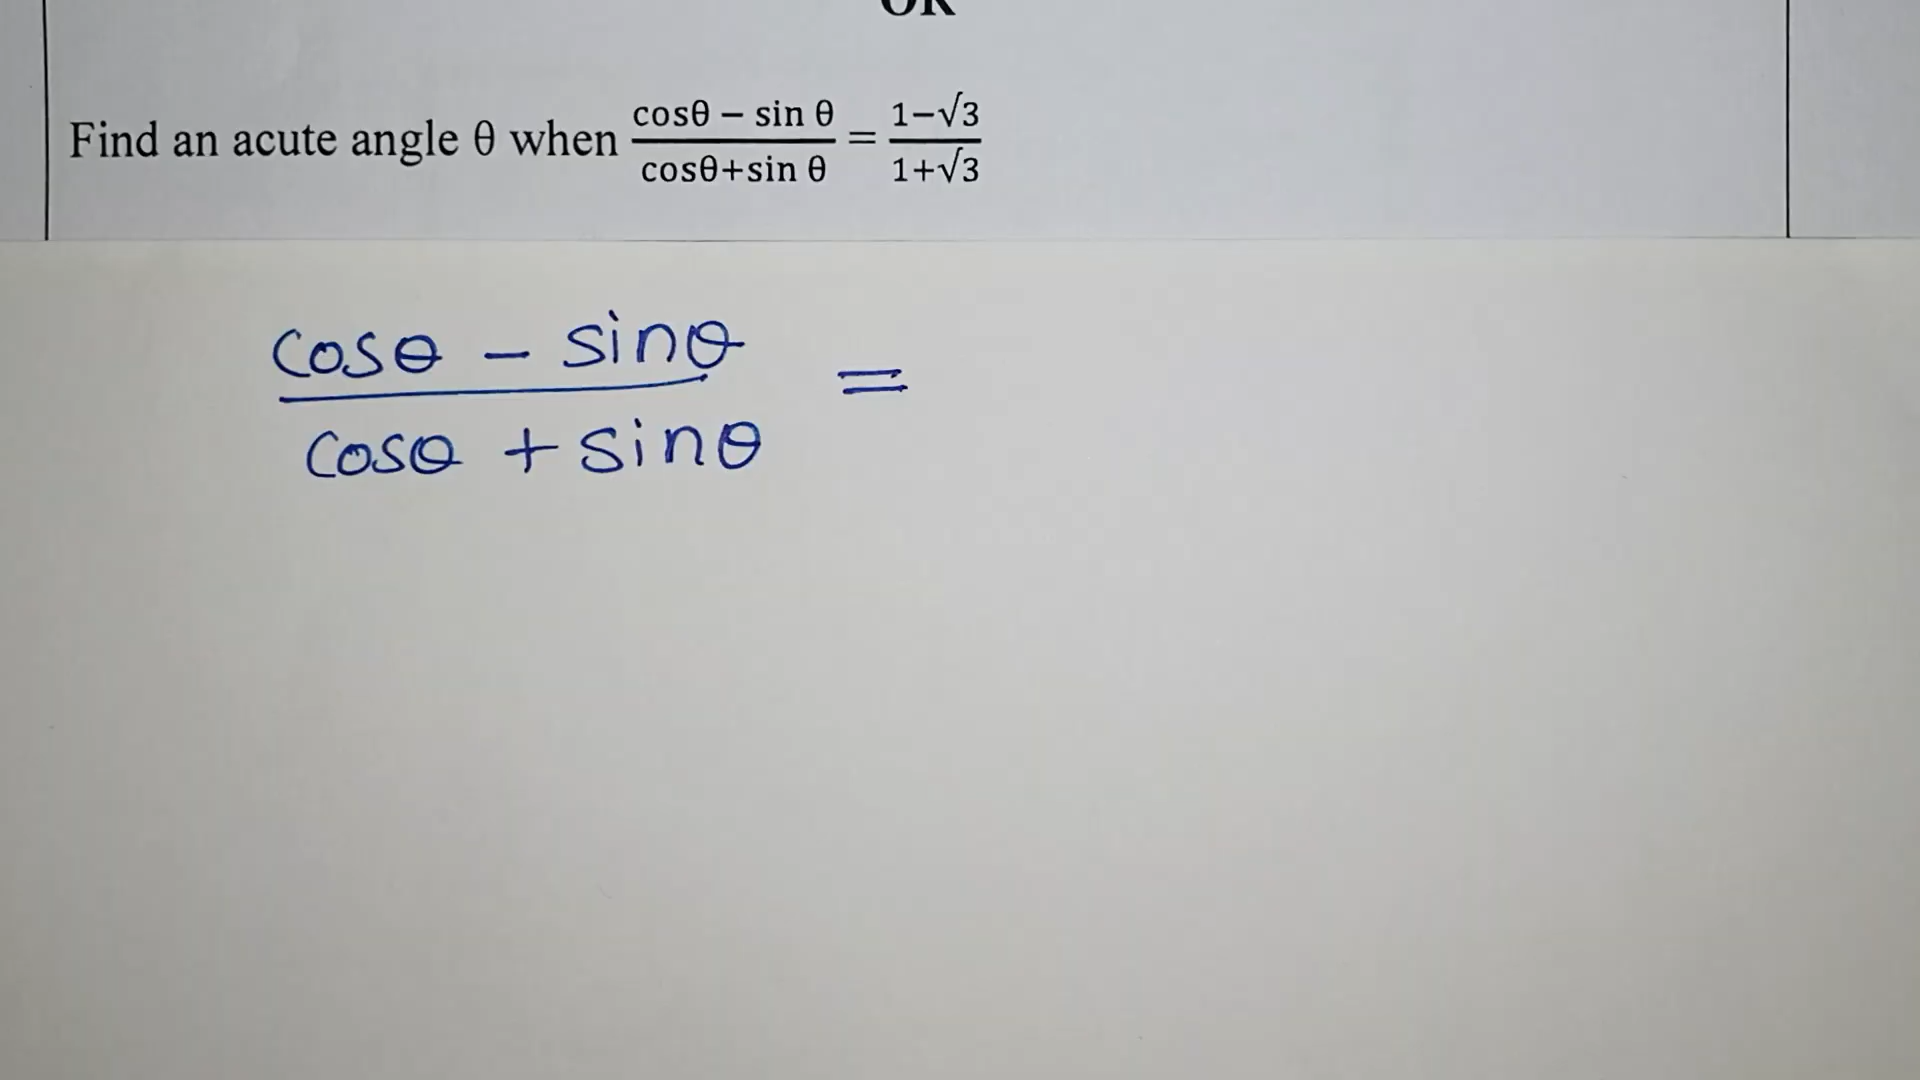 OR
Find an acute angle θ when (cosθ − sin θ)/(cosθ+sin θ) = (1−√3)/(1+√3)
cosθ − sinθ =
cosθ + sinθ